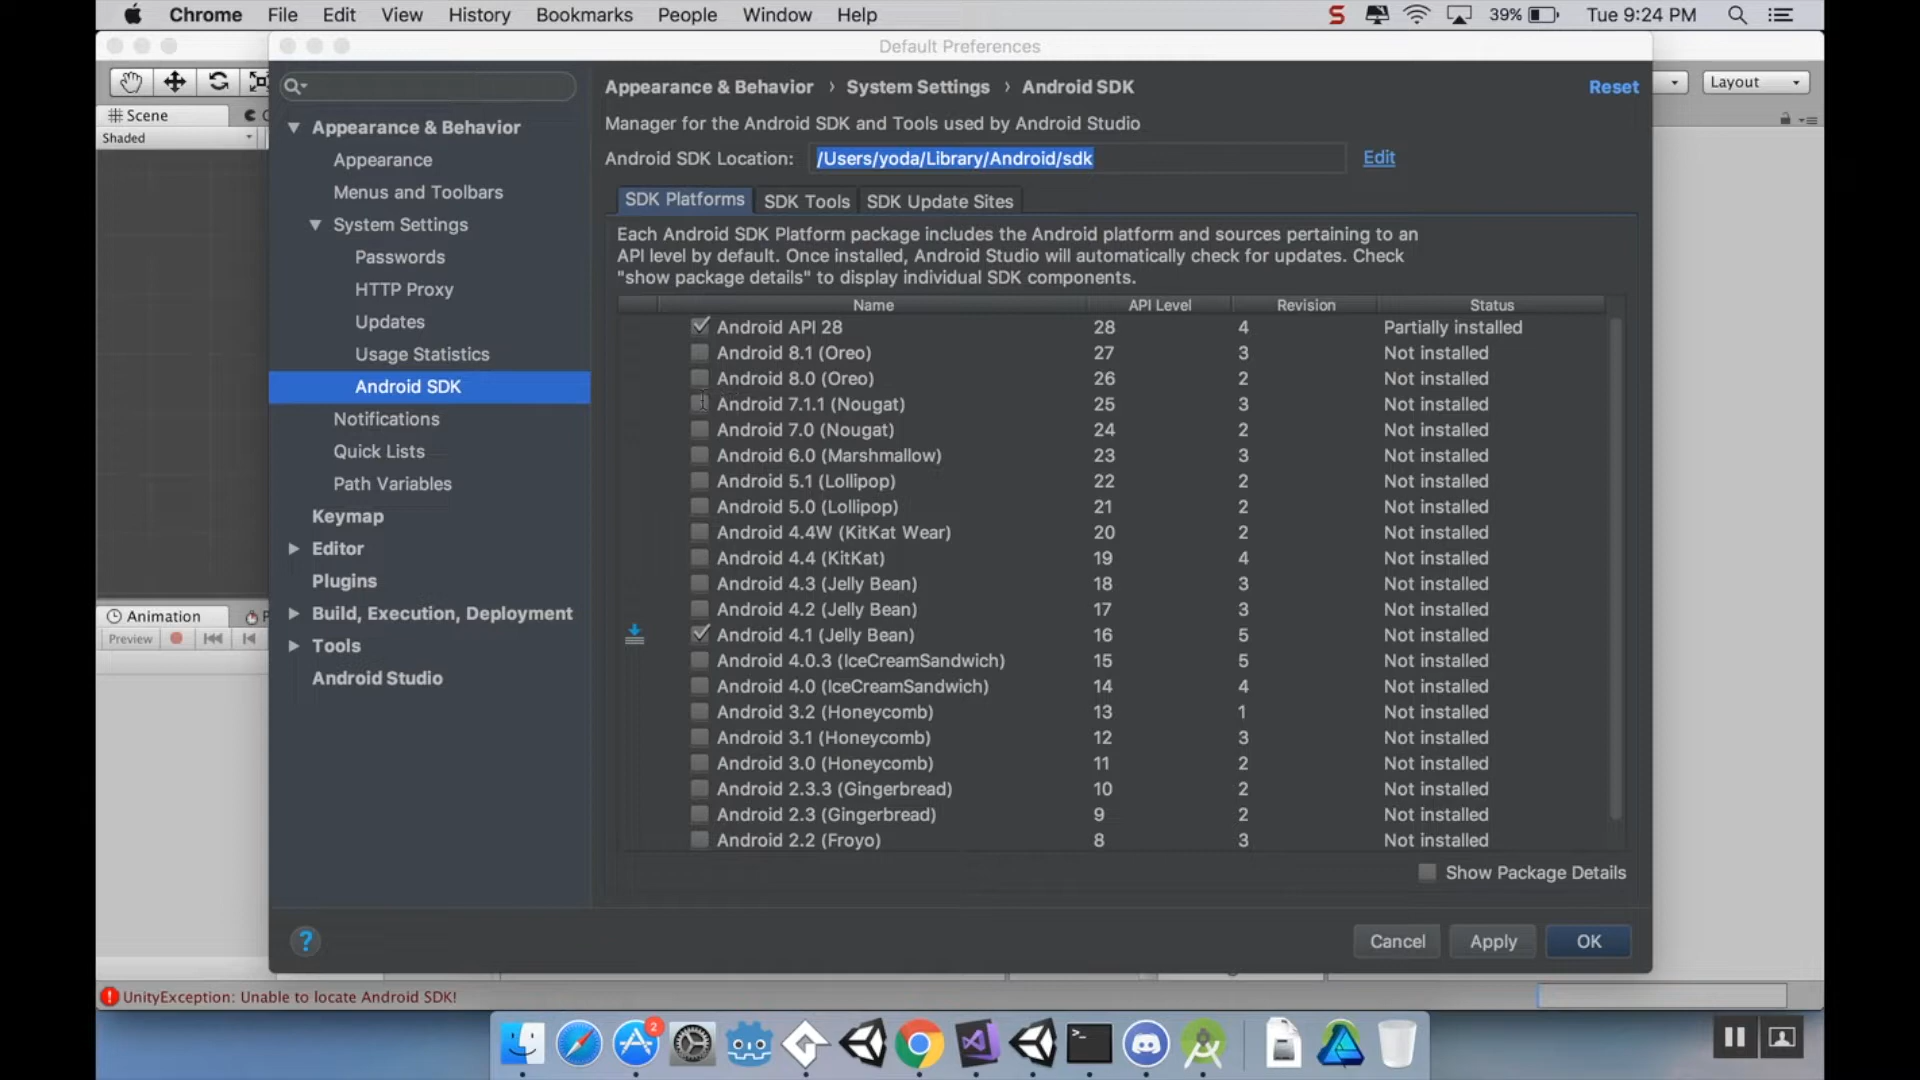 Chrome File Edit View History Bookmarks People Window Help 39% Tue 9:24 PM
Default Preferences
Layout
Scene
Shaded
Appearance & Behavior › System Settings › Android SDK
Reset
Manager for the Android SDK and Tools used by Android Studio
Android SDK Location: /Users/yoda/Library/Android/sdk Edit
Appearance & Behavior
Appearance
Menus and Toolbars
System Settings
Passwords
HTTP Proxy
Updates
Usage Statistics
Android SDK
Notifications
Quick Lists
Path Variables
Keymap
Editor
Plugins
Build, Execution, Deployment
Tools
Android Studio
SDK Platforms SDK Tools SDK Update Sites
Each Android SDK Platform package includes the Android platform and sources pertaining to an
API level by default. Once installed, Android Studio will automatically check for updates. Check
"show package details" to display individual SDK components.
Name API Level Revision Status
Android API 28 28 4 Partially installed
Android 8.1 (Oreo) 27 3 Not installed
Android 8.0 (Oreo) 26 2 Not installed
Android 7.1.1 (Nougat) 25 3 Not installed
Android 7.0 (Nougat) 24 2 Not installed
Android 6.0 (Marshmallow) 23 3 Not installed
Android 5.1 (Lollipop) 22 2 Not installed
Android 5.0 (Lollipop) 21 2 Not installed
Android 4.4W (KitKat Wear) 20 2 Not installed
Android 4.4 (KitKat) 19 4 Not installed
Android 4.3 (Jelly Bean) 18 3 Not installed
Android 4.2 (Jelly Bean) 17 3 Not installed
Android 4.1 (Jelly Bean) 16 5 Not installed
Android 4.0.3 (IceCreamSandwich) 15 5 Not installed
Android 4.0 (IceCreamSandwich) 14 4 Not installed
Android 3.2 (Honeycomb) 13 1 Not installed
Android 3.1 (Honeycomb) 12 3 Not installed
Android 3.0 (Honeycomb) 11 2 Not installed
Android 2.3.3 (Gingerbread) 10 2 Not installed
Android 2.3 (Gingerbread) 9 2 Not installed
Android 2.2 (Froyo) 8 3 Not installed
Show Package Details
Animation
Preview
? Cancel Apply OK
UnityException: Unable to locate Android SDK!
2